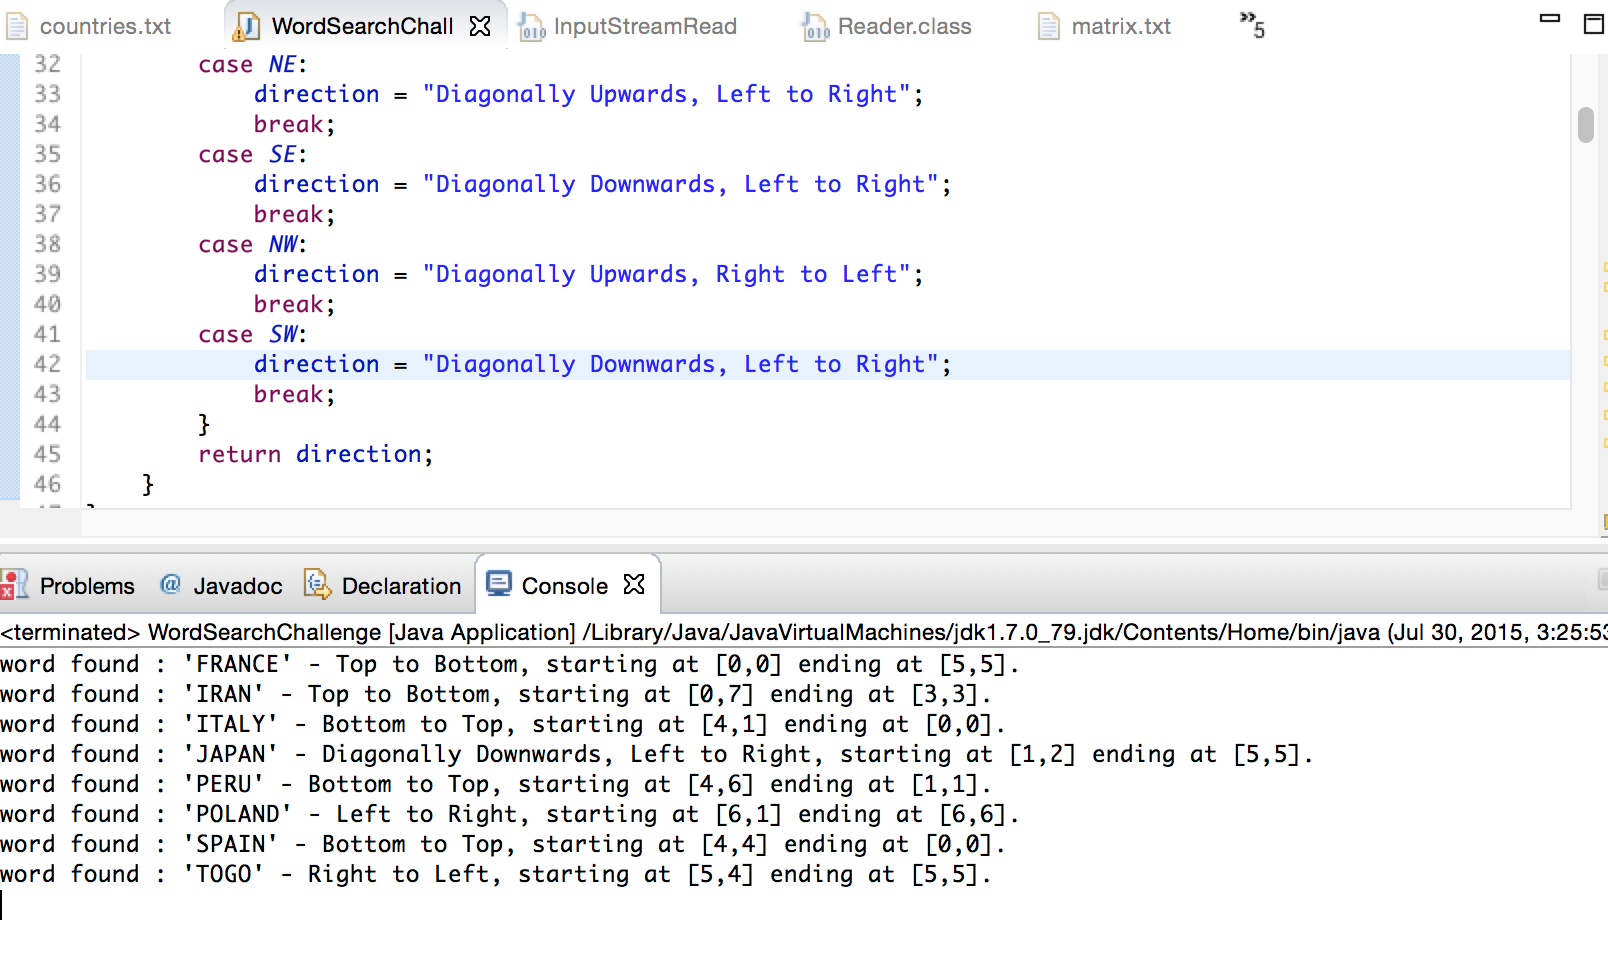 countries.txt WordSearchChall InputStreamRead Reader.class matrix.txt »5
32 case NE:
33 direction = "Diagonally Upwards, Left to Right";
34 break;
35 case SE:
36 direction = "Diagonally Downwards, Left to Right";
37 break;
38 case NW:
39 direction = "Diagonally Upwards, Right to Left";
40 break;
41 case SW:
42 direction = "Diagonally Downwards, Left to Right";
43 break;
44 }
45 return direction;
46 }
Problems @ Javadoc Declaration Console
<terminated> WordSearchChallenge [Java Application] /Library/Java/JavaVirtualMachines/jdk1.7.0_79.jdk/Contents/Home/bin/java (Jul 30, 2015, 3:25:53
word found : 'FRANCE' - Top to Bottom, starting at [0,0] ending at [5,5].
word found : 'IRAN' - Top to Bottom, starting at [0,7] ending at [3,3].
word found : 'ITALY' - Bottom to Top, starting at [4,1] ending at [0,0].
word found : 'JAPAN' - Diagonally Downwards, Left to Right, starting at [1,2] ending at [5,5].
word found : 'PERU' - Bottom to Top, starting at [4,6] ending at [1,1].
word found : 'POLAND' - Left to Right, starting at [6,1] ending at [6,6].
word found : 'SPAIN' - Bottom to Top, starting at [4,4] ending at [0,0].
word found : 'TOGO' - Right to Left, starting at [5,4] ending at [5,5].